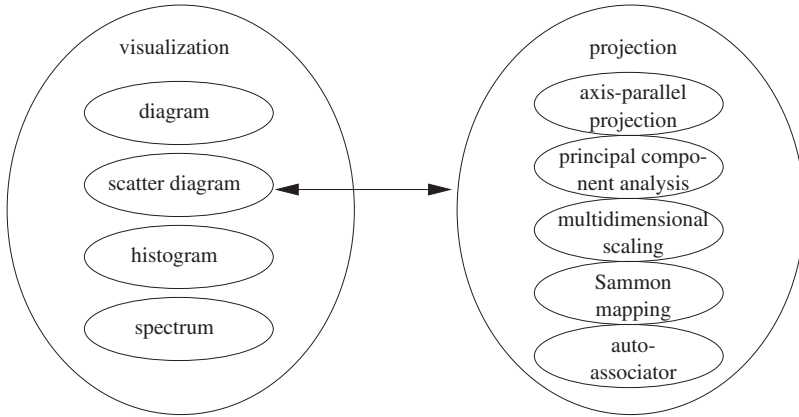 visualization
diagram
scatter diagram
histogram
spectrum
projection
axis-parallel
projection
principal compo-
nent analysis
multidimensional
scaling
Sammon
mapping
auto-
associator